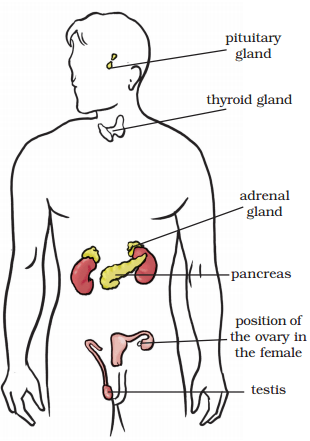 pituitary
gland
thyroid gland
adrenal
gland
pancreas
position of
the ovary in
the female
testis